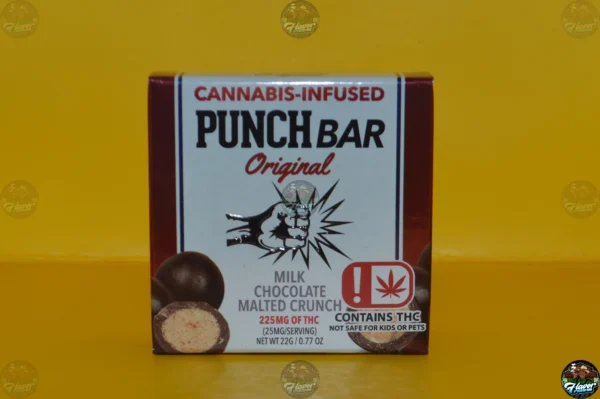 CANNABIS-INFUSED
PUNCH BAR
Original
MILK
CHOCOLATE
MALTED CRUNCH
225MG OF THC
(25MG/SERVING)
NET WT 22G / 0.77 OZ
!
CONTAINS THC
NOT SAFE FOR KIDS OR PETS
Flavor